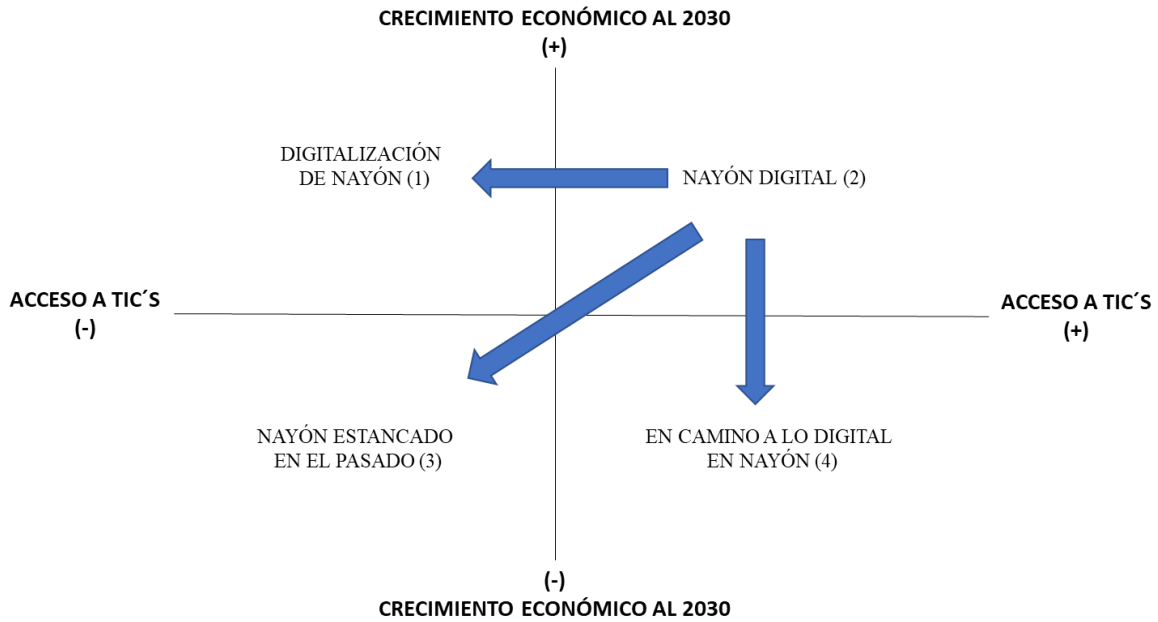 CRECIMIENTO ECONÓMICO AL 2030
(+)
DIGITALIZACIÓN
DE NAYÓN (1)
NAYÓN DIGITAL (2)
ACCESO A TIC´S
(-)
ACCESO A TIC´S
(+)
NAYÓN ESTANCADO
EN EL PASADO (3)
EN CAMINO A LO DIGITAL
EN NAYÓN (4)
(-)
CRECIMIENTO ECONÓMICO AL 2030